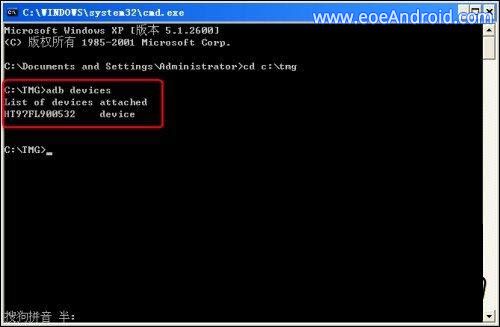 C:\WINDOWS\system32\cmd.exe
www.eoeAndroid.com
Microsoft Windows XP [版本 5.1.2600]
(C) 版权所有 1985-2001 Microsoft Corp.
C:\Documents and Settings\Administrator>cd c:\tmg
C:\TMG>adb devices
List of devices attached
HT97FL900532 device
C:\TMG>_
搜狗拼音 半: